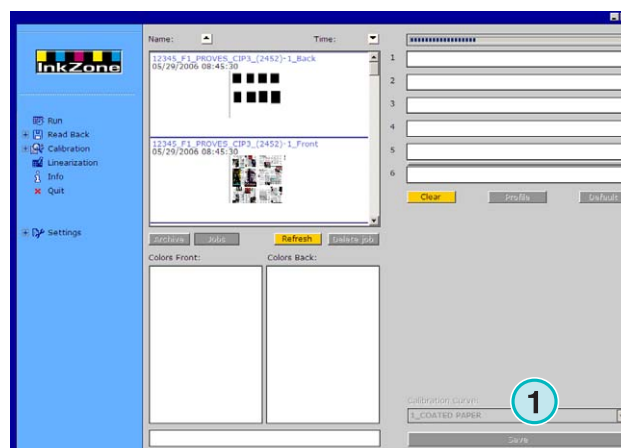 InkZone
Run
Read Back
Calibration
Linearization
Info
Quit
Settings
Name: Time:
12345_F1_PROVES_CIP3_(2452)-1_Back
05/29/2006 08:45:30
12345_F1_PROVES_CIP3_(2452)-1_Front
05/29/2006 08:45:30
Archive Jobs Refresh Delete job
Colors Front: Colors Back:
1
2
3
4
5
6
Clear Profile Default
Calibration Curve
1_COATED PAPER
1
Save